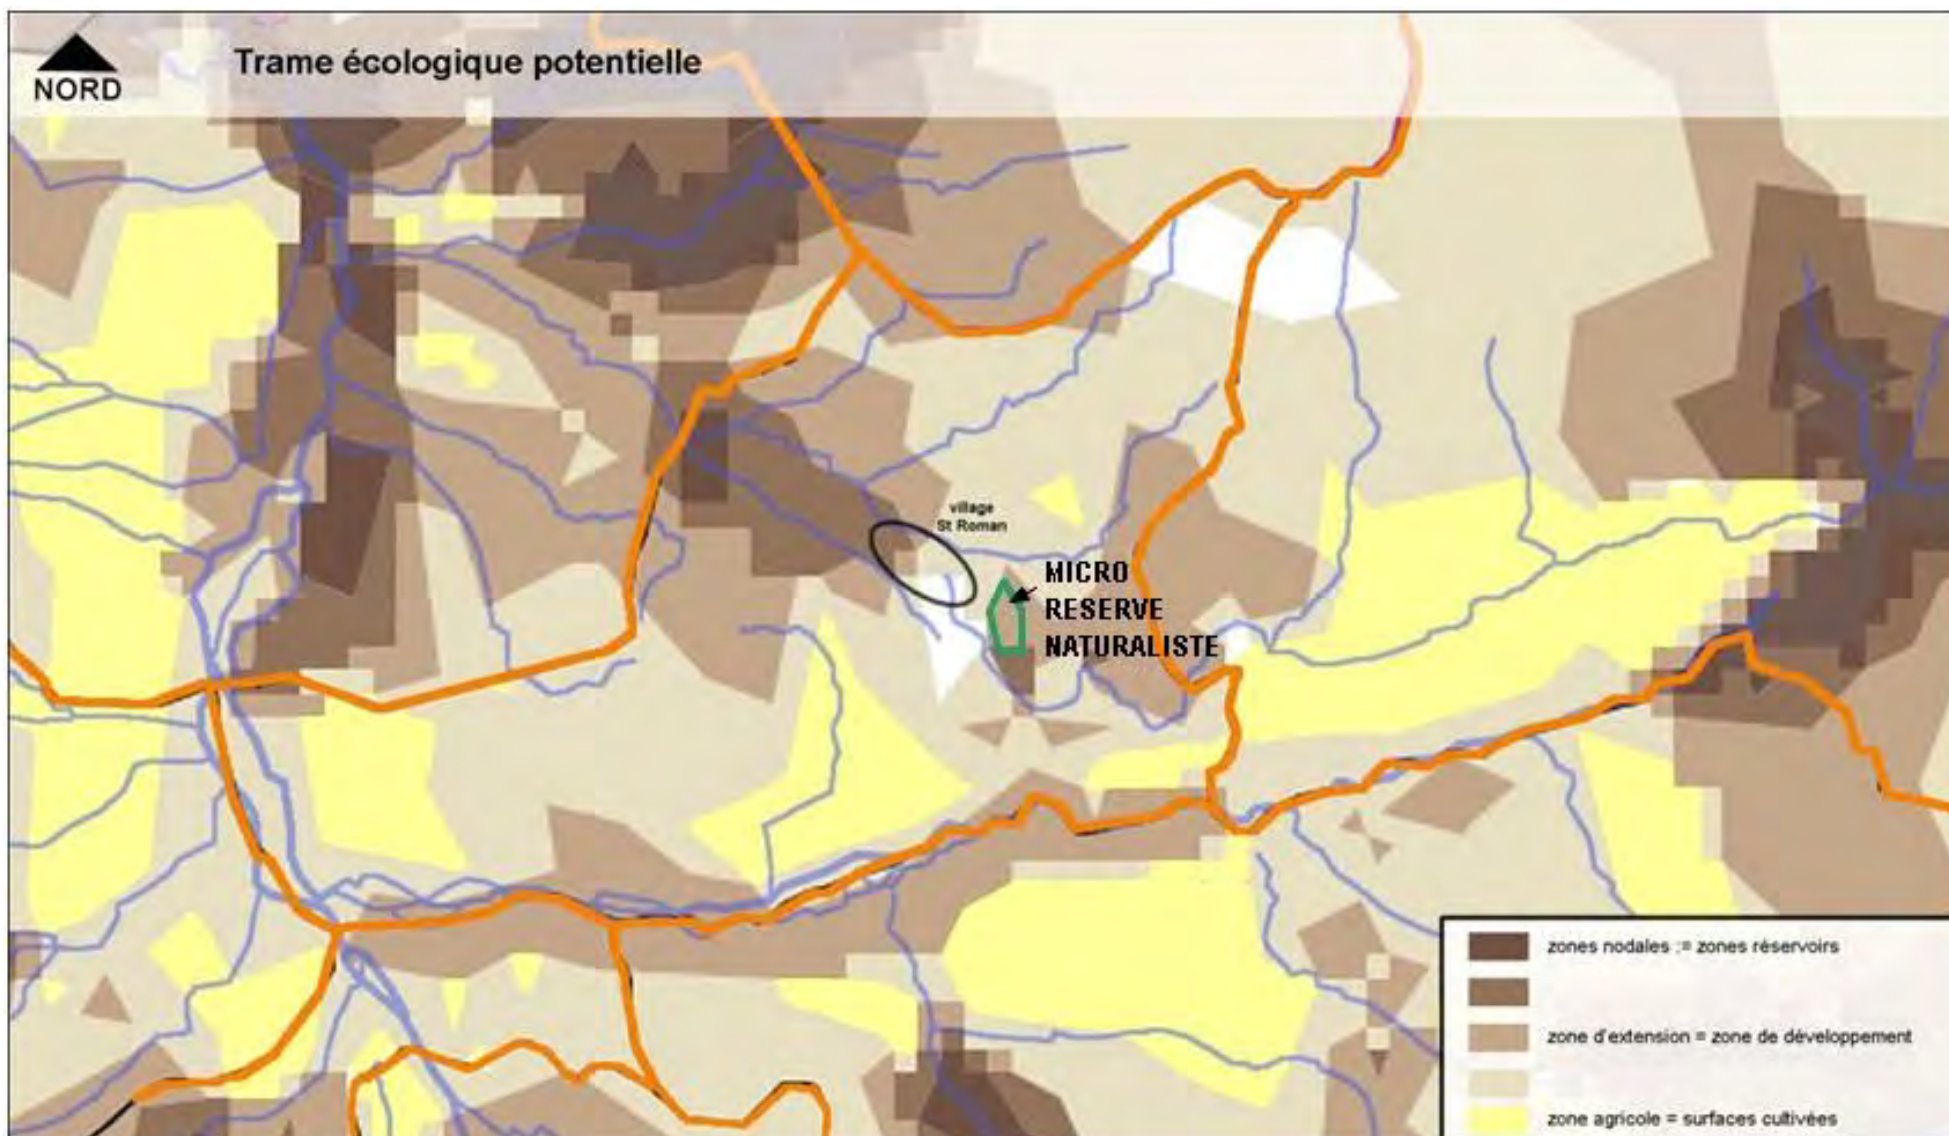 Trame écologique potentielle
NORD
village
St Roman
MICRO
RESERVE
NATURALISTE
zones nodales := zones réservoirs
zone d'extension = zone de développement
zone agricole = surfaces cultivées